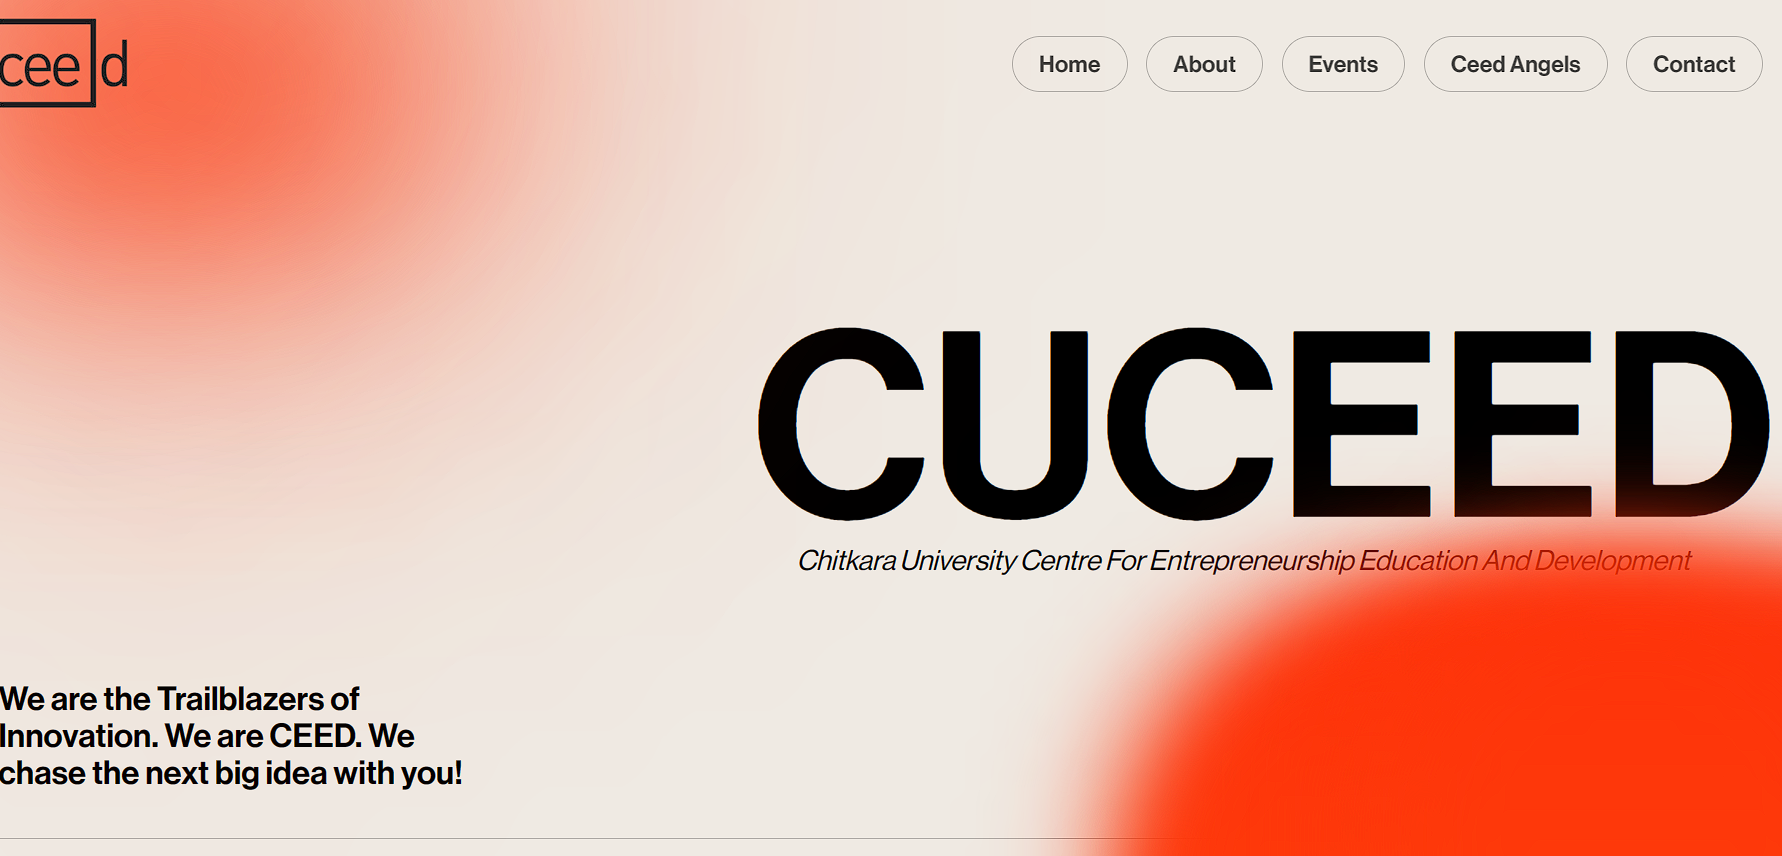 ceed
Home About Events Ceed Angels Contact
CUCEED
Chitkara University Centre For Entrepreneurship Education And Development
We are the Trailblazers of
Innovation. We are CEED. We
chase the next big idea with you!